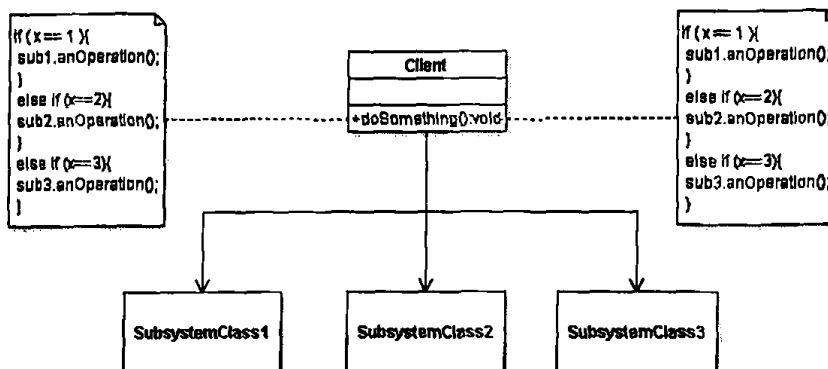 if ( x== 1 ){
sub1.anOperation();
}
else if (x==2){
sub2.anOperation();
}
else if (x==3){
sub3.anOperation();
}
Client
+doSomething():void
if ( x== 1 ){
sub1.anOperation();
}
else if (x==2){
sub2.anOperation();
}
else if (x==3){
sub3.anOperation();
}
SubsystemClass1
SubsystemClass2
SubsystemClass3